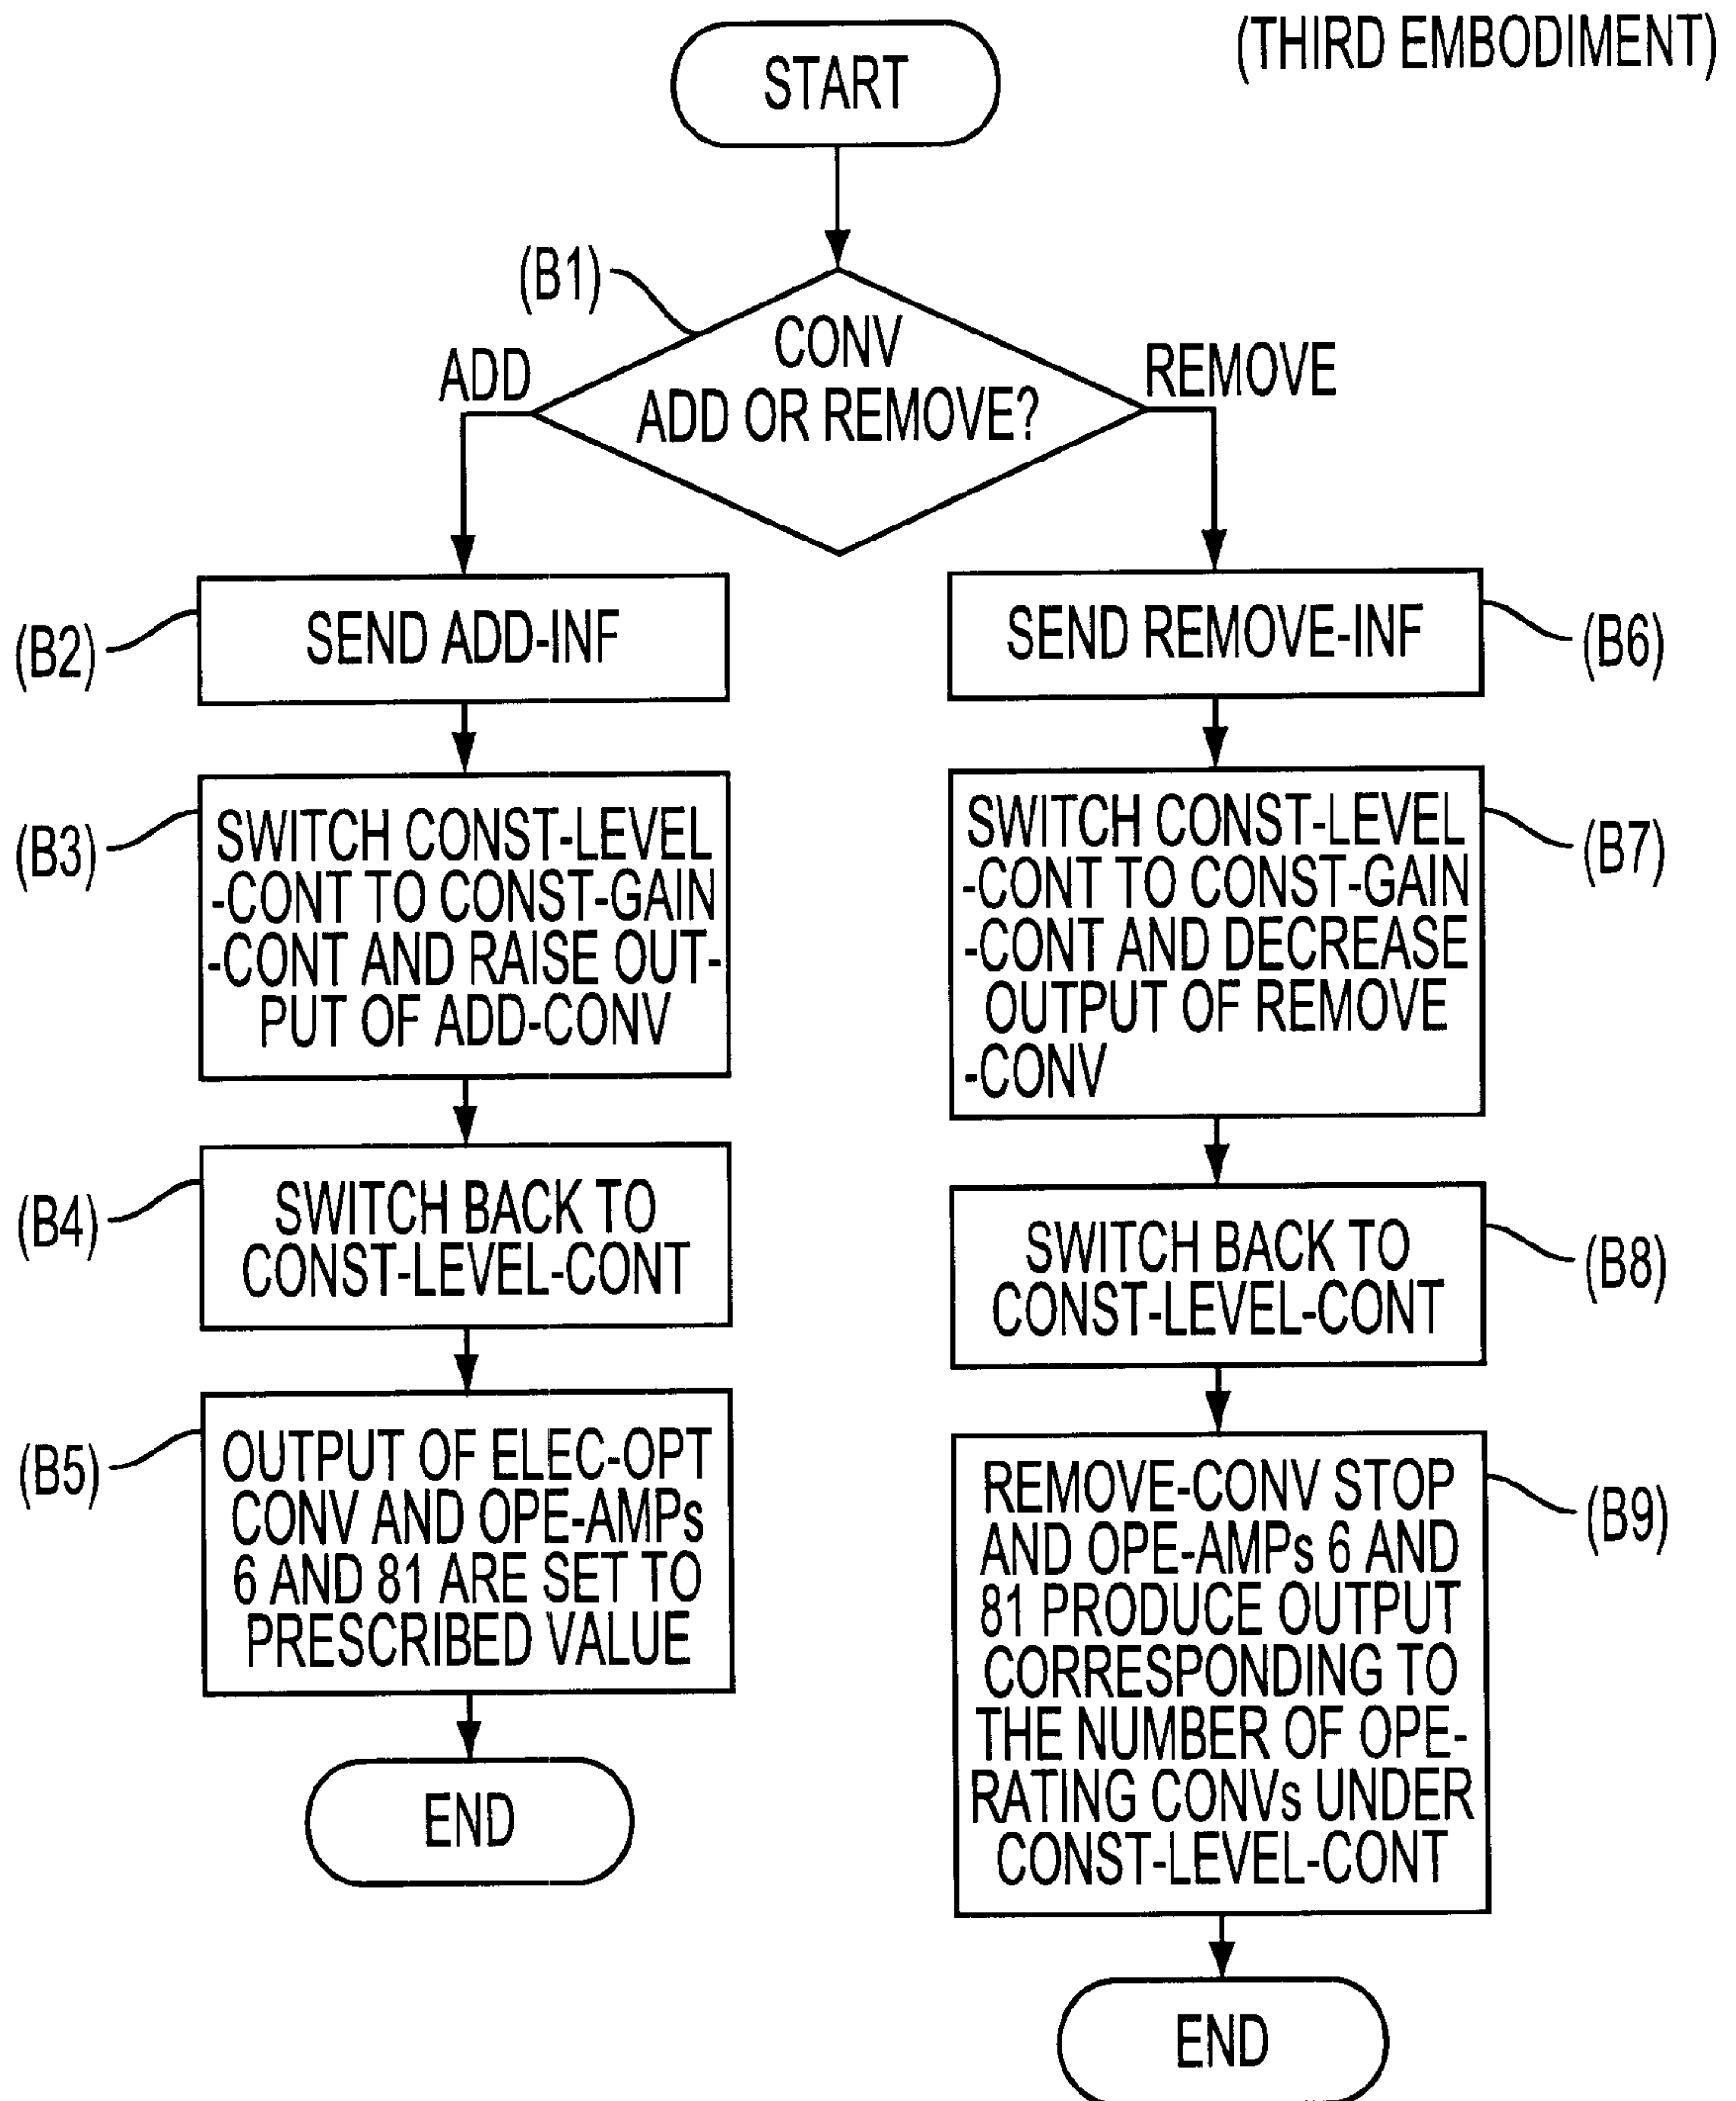 (THIRD EMBODIMENT)
START
(B1)
CONV
ADD OR REMOVE?
ADD
REMOVE
(B2)
SEND ADD-INF
(B3)
SWITCH CONST-LEVEL
-CONT TO CONST-GAIN
-CONT AND RAISE OUT-
PUT OF ADD-CONV
(B4)
SWITCH BACK TO
CONST-LEVEL-CONT
(B5)
OUTPUT OF ELEC-OPT
CONV AND OPE-AMPs
6 AND 81 ARE SET TO
PRESCRIBED VALUE
END
SEND REMOVE-INF
(B6)
SWITCH CONST-LEVEL
-CONT TO CONST-GAIN
-CONT AND DECREASE
OUTPUT OF REMOVE
-CONV
(B7)
SWITCH BACK TO
CONST-LEVEL-CONT
(B8)
REMOVE-CONV STOP
AND OPE-AMPs 6 AND
81 PRODUCE OUTPUT
CORRESPONDING TO
THE NUMBER OF OPE-
RATING CONVs UNDER
CONST-LEVEL-CONT
(B9)
END